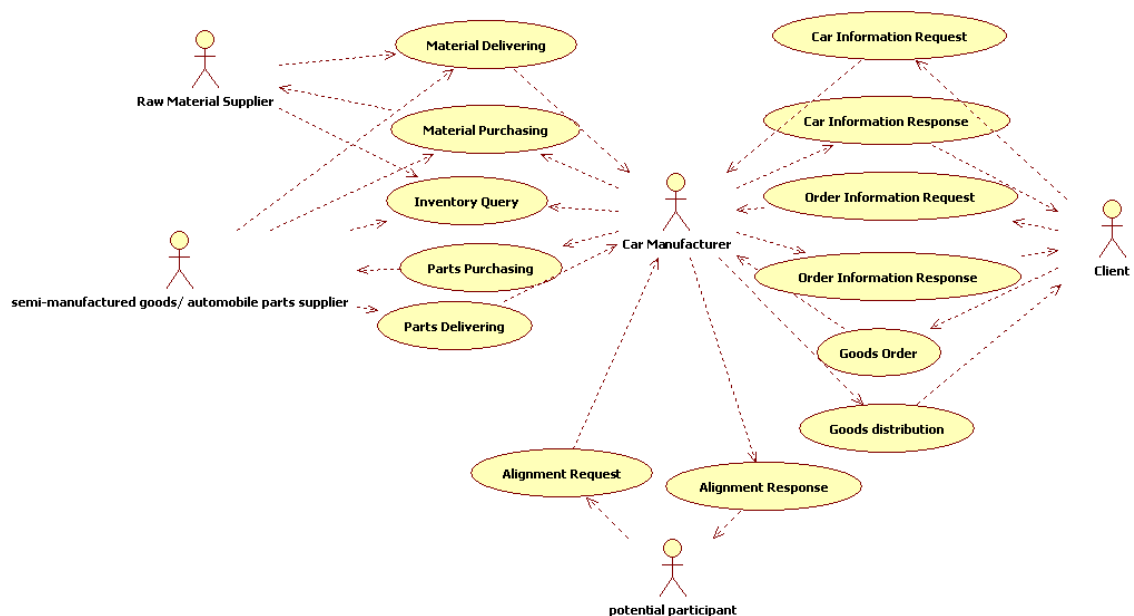 Material Delivering
Car Information Request
Raw Material Supplier
Material Purchasing
Car Information Response
Inventory Query
Order Information Request
Car Manufacturer
Parts Purchasing
Order Information Response
Client
semi-manufactured goods/ automobile parts supplier
Parts Delivering
Goods Order
Goods distribution
Alignment Request
Alignment Response
potential participant